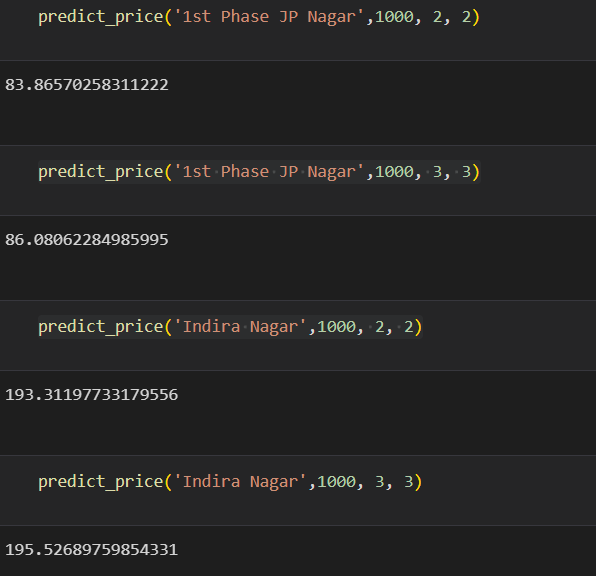 predict_price('1st Phase JP Nagar',1000, 2, 2)
83.86570258311222
predict_price('1st Phase JP Nagar',1000, 3, 3)
86.08062284985995
predict_price('Indira Nagar',1000, 2, 2)
193.31197733179556
predict_price('Indira Nagar',1000, 3, 3)
195.52689759854331